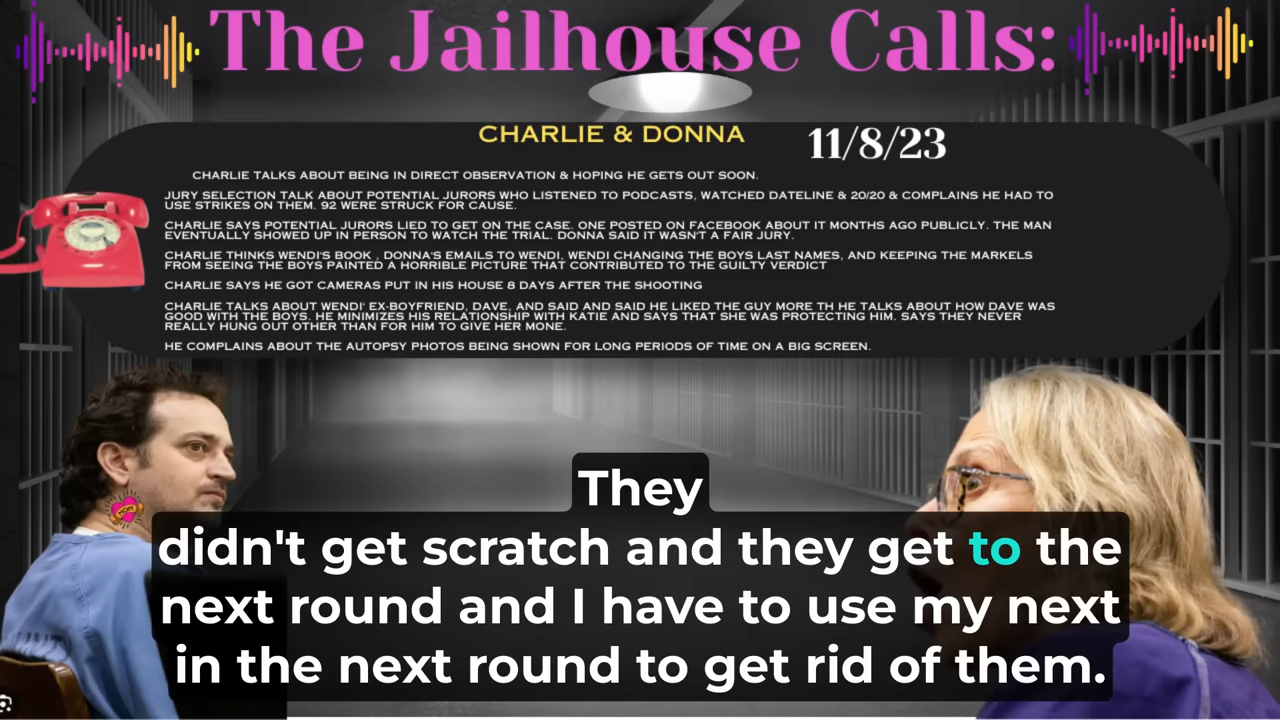 The Jailhouse Calls:
CHARLIE & DONNA
11/8/23
CHARLIE TALKS ABOUT BEING IN DIRECT OBSERVATION & HOPING HE GETS OUT SOON.
JURY SELECTION TALK ABOUT POTENTIAL JURORS WHO LISTENED TO PODCASTS, WATCHED DATELINE & 20/20 & COMPLAINS HE HAD TO
USE STRIKES ON THEM. 92 WERE STRUCK FOR CAUSE.
CHARLIE SAYS POTENTIAL JURORS LIED TO GET ON THE CASE. ONE POSTED ON FACEBOOK ABOUT IT MONTHS AGO PUBLICLY. THE MAN
EVENTUALLY SHOWED UP IN PERSON TO WATCH THE TRIAL. DONNA SAID IT WASN'T A FAIR JURY.
CHARLIE THINKS WENDI'S BOOK , DONNA'S EMAILS TO WENDI, WENDI CHANGING THE BOYS LAST NAMES, AND KEEPING THE MARKELS
FROM SEEING THE BOYS PAINTED A HORRIBLE PICTURE THAT CONTRIBUTED TO THE GUILTY VERDICT
CHARLIE SAYS HE GOT CAMERAS PUT IN HIS HOUSE 8 DAYS AFTER THE SHOOTING
CHARLIE TALKS ABOUT WENDI' EX-BOYFRIEND, DAVE, AND SAID AND SAID HE LIKED THE GUY MORE TH HE TALKS ABOUT HOW DAVE WAS
GOOD WITH THE BOYS. HE MINIMIZES HIS RELATIONSHIP WITH KATIE AND SAYS THAT SHE WAS PROTECTING HIM. SAYS THEY NEVER
REALLY HUNG OUT OTHER THAN FOR HIM TO GIVE HER MONE.
HE COMPLAINS ABOUT THE AUTOPSY PHOTOS BEING SHOWN FOR LONG PERIODS OF TIME ON A BIG SCREEN.
MOM
They
didn't get scratch and they get to the
next round and I have to use my next
in the next round to get rid of them.